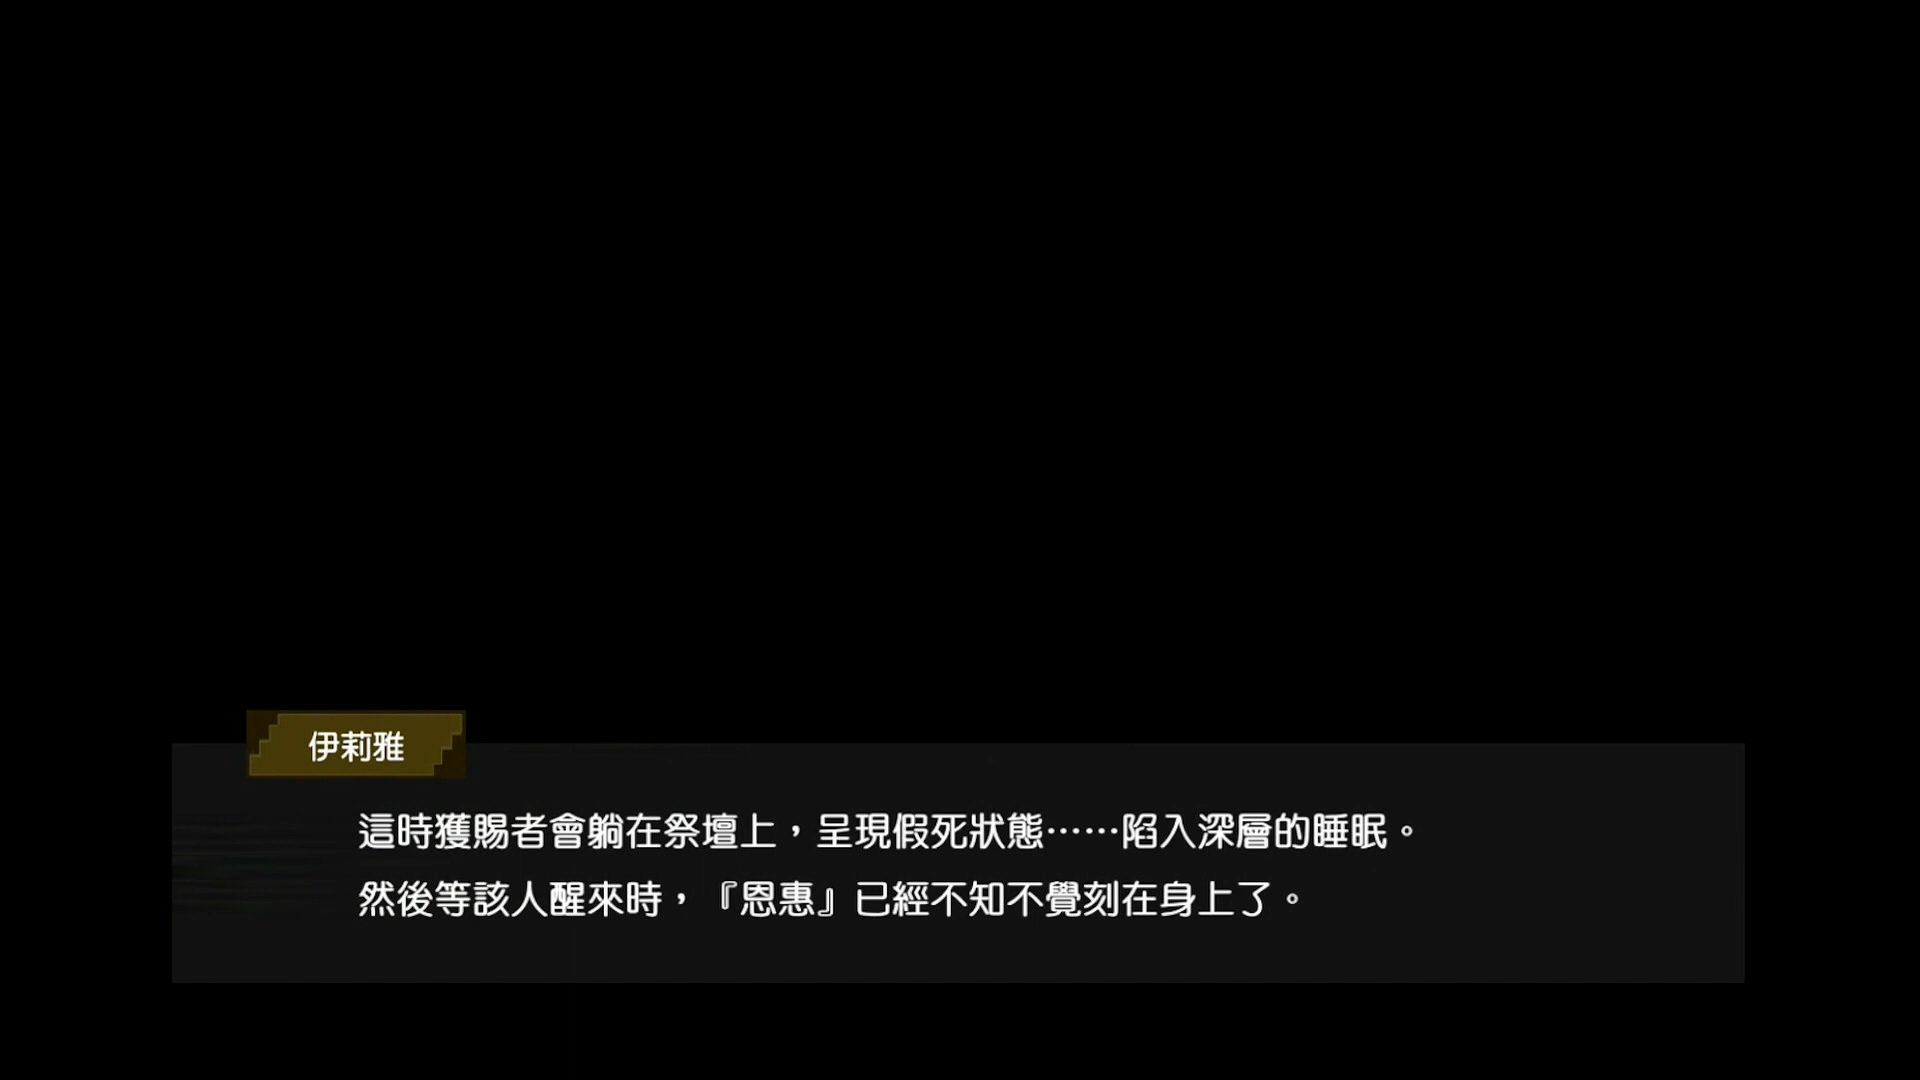 伊莉雅
這時獲賜者會躺在祭壇上，呈現假死狀態⋯⋯陷入深層的睡眠。
然後等該人醒來時，『恩惠』已經不知不覺刻在身上了。